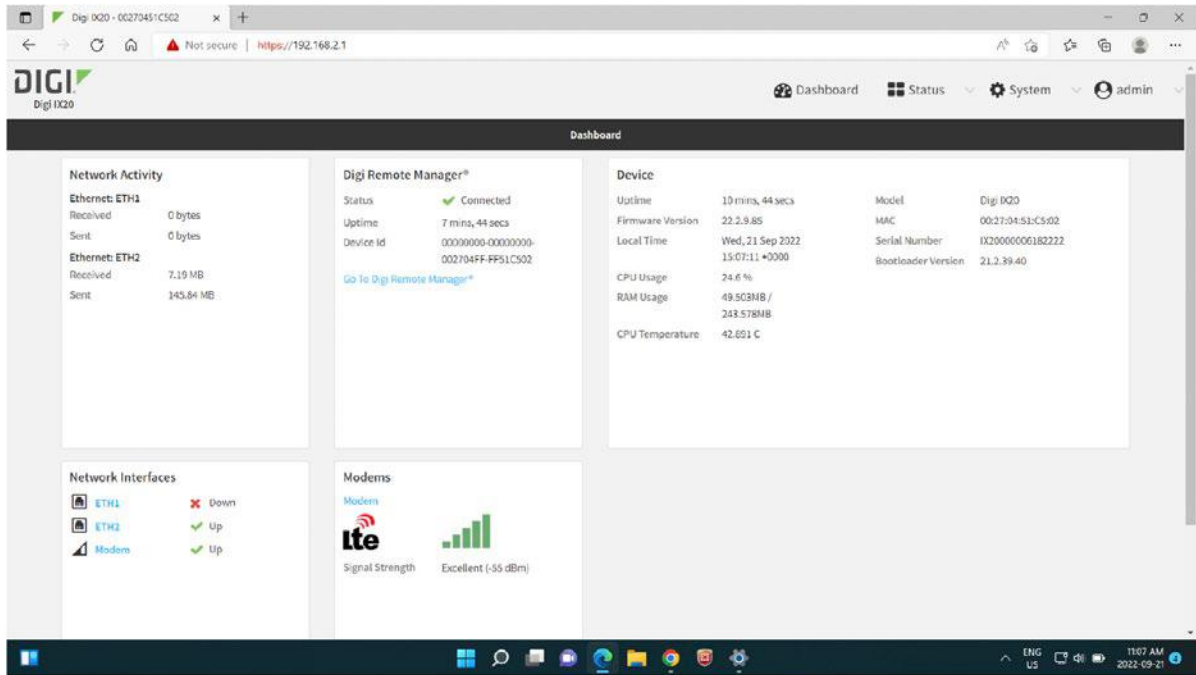 Digi IX20 - 00270451C502
Not secure | https://192.168.2.1
DIGI
Digi IX20
Dashboard
Status
System
admin
Dashboard
Network Activity
Ethernet: ETH1
Received 0 bytes
Sent 0 bytes
Ethernet: ETH2
Received 7.19 MB
Sent 145.84 MB
Digi Remote Manager®
Status Connected
Uptime 7 mins, 44 secs
Device Id 00000000-00000000-
002704FF-FF51C502
Go To Digi Remote Manager®
Device
Uptime 10 mins, 44 secs
Firmware Version 22.2.9.85
Local Time Wed, 21 Sep 2022
15:07:11 +0000
CPU Usage 24.6 %
RAM Usage 49.503MB /
243.578MB
CPU Temperature 42.891 C
Model Digi IX20
MAC 00:27:04:51:C5:02
Serial Number IX20000006182222
Bootloader Version 21.2.39.40
Network Interfaces
ETH1 Down
ETH2 Up
Modem Up
Modems
Modem
lte
Signal Strength Excellent (-55 dBm)
ENG
US
11:07 AM
2022-09-21
4